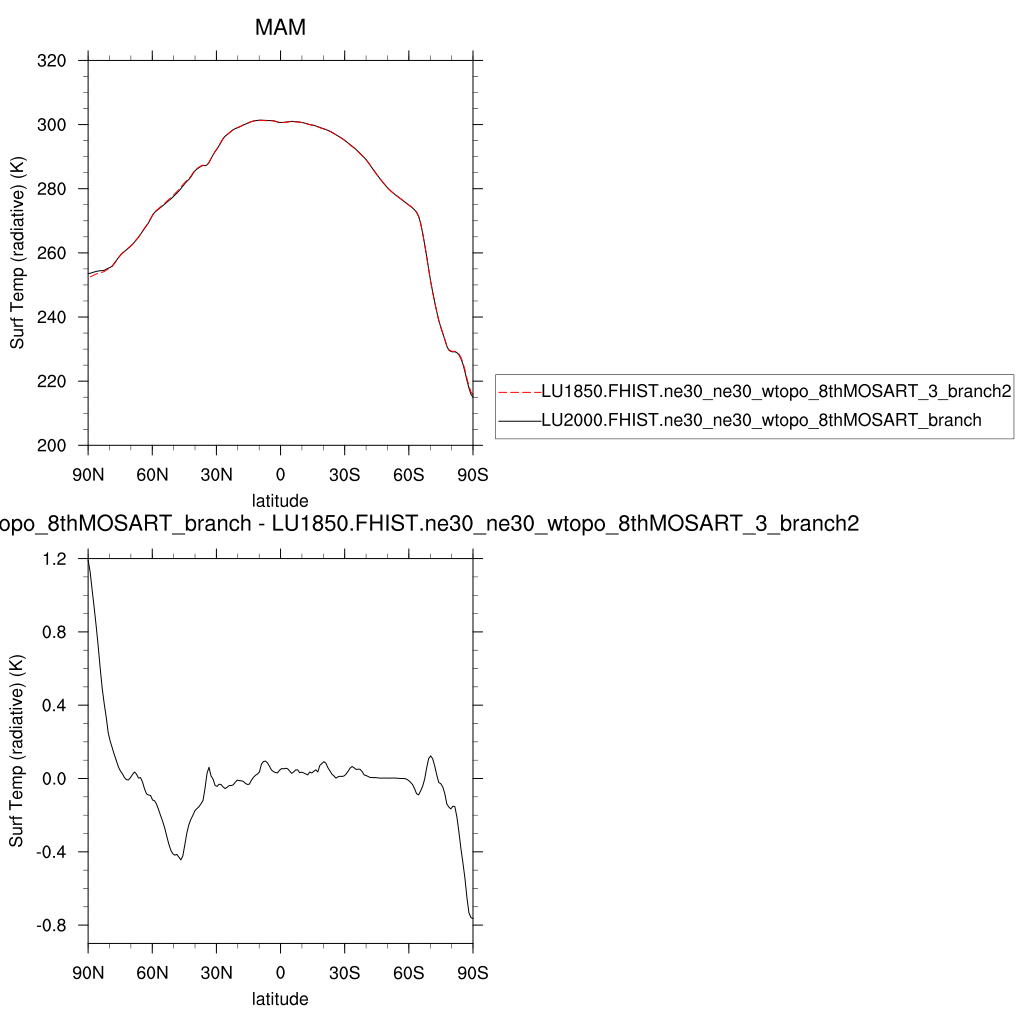 MAM
320
300
280
260
240
220
200
Surf Temp (radiative) (K)
90N 60N 30N 0 30S 60S 90S
latitude
LU1850.FHIST.ne30_ne30_wtopo_8thMOSART_3_branch2
LU2000.FHIST.ne30_ne30_wtopo_8thMOSART_branch
opo_8thMOSART_branch - LU1850.FHIST.ne30_ne30_wtopo_8thMOSART_3_branch2
1.2
0.8
0.4
0.0
-0.4
-0.8
Surf Temp (radiative) (K)
90N 60N 30N 0 30S 60S 90S
latitude